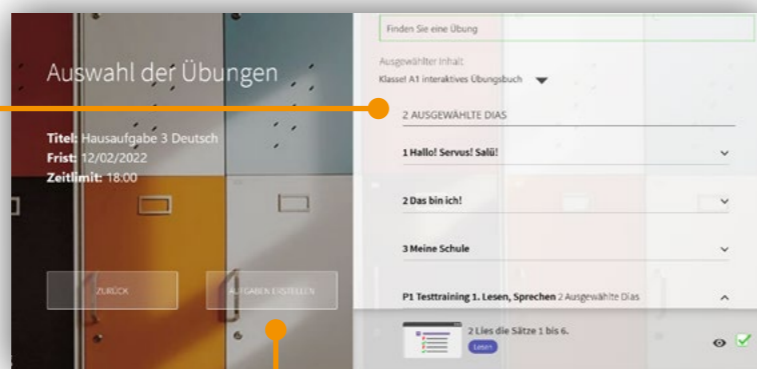 Auswahl der Übungen
Titel: Hausaufgabe 3 Deutsch
Frist: 12/02/2022
Zeitlimit: 18:00
ZURÜCK
AUFGABEN ERSTELLEN
Finden Sie eine Übung
Ausgewählter Inhalt
Klasse! A1 interaktives Übungsbuch
2 AUSGEWÄHLTE DIAS
1 Hallo! Servus! Salü!
2 Das bin ich!
3 Meine Schule
P1 Testtraining 1. Lesen, Sprechen 2 Ausgewählte Dias
2 Lies die Sätze 1 bis 6.
Lesen